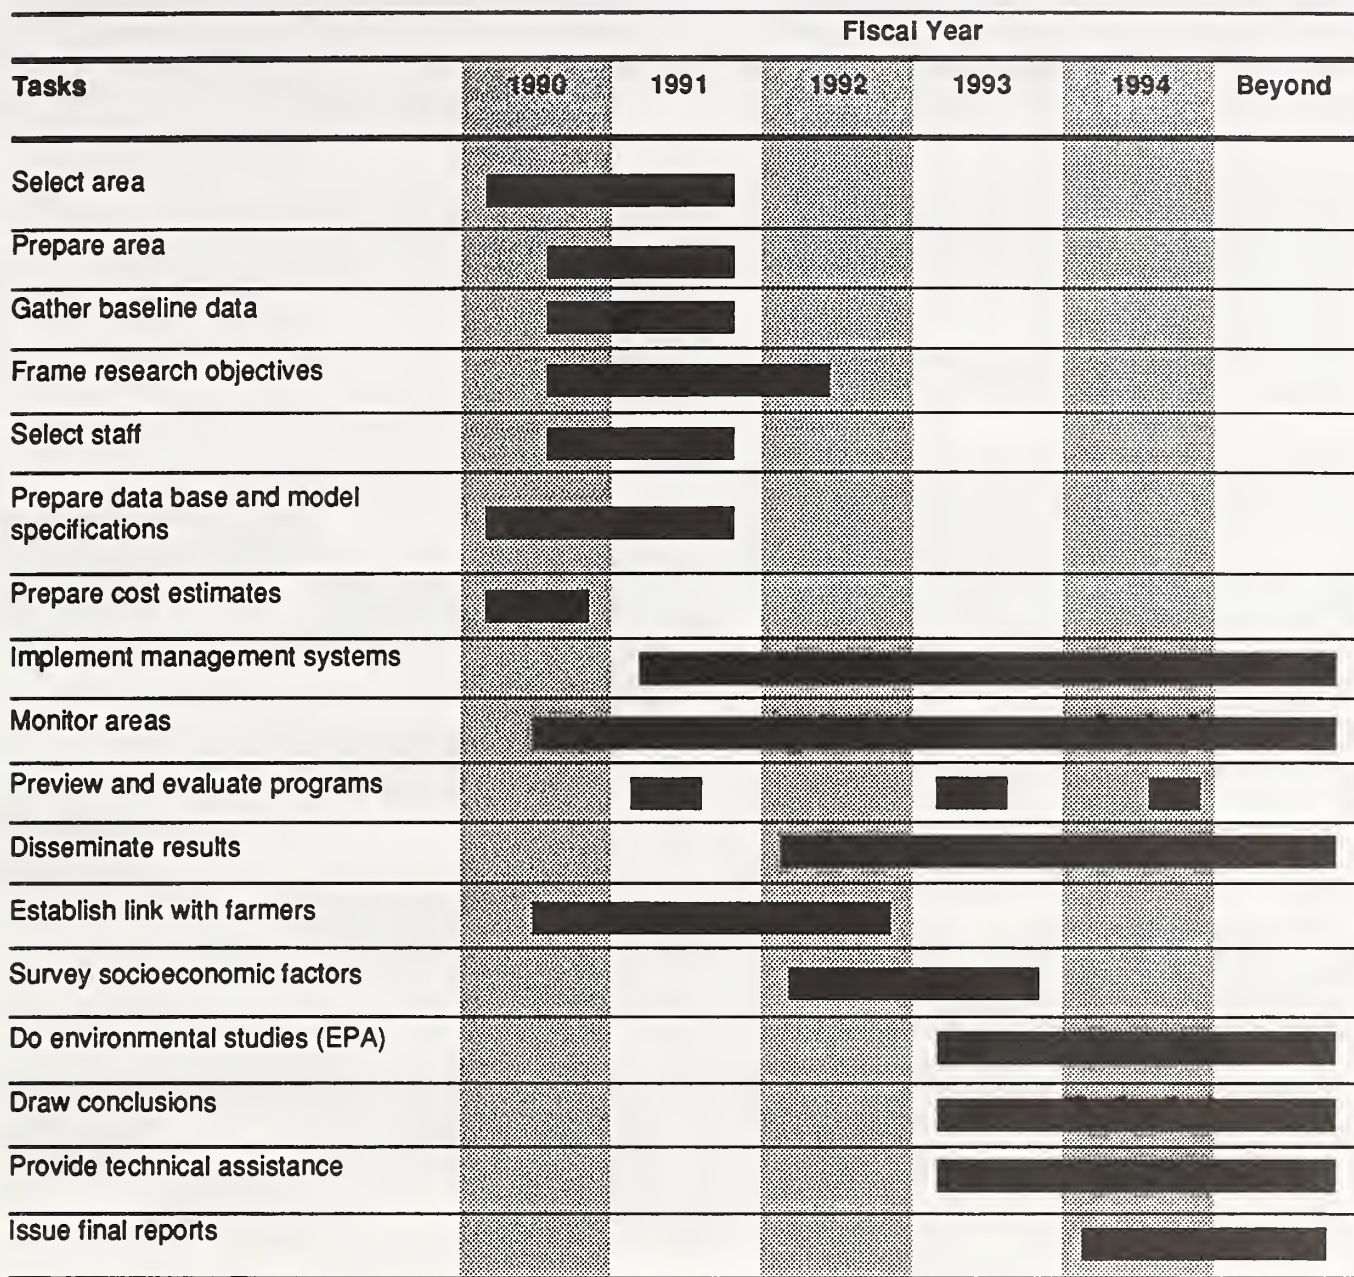 Fiscal Year
Tasks 1990 1991 1992 1993 1994 Beyond
Select area
Prepare area
Gather baseline data
Frame research objectives
Select staff
Prepare data base and model
specifications
Prepare cost estimates
Implement management systems
Monitor areas
Preview and evaluate programs
Disseminate results
Establish link with farmers
Survey socioeconomic factors
Do environmental studies (EPA)
Draw conclusions
Provide technical assistance
Issue final reports